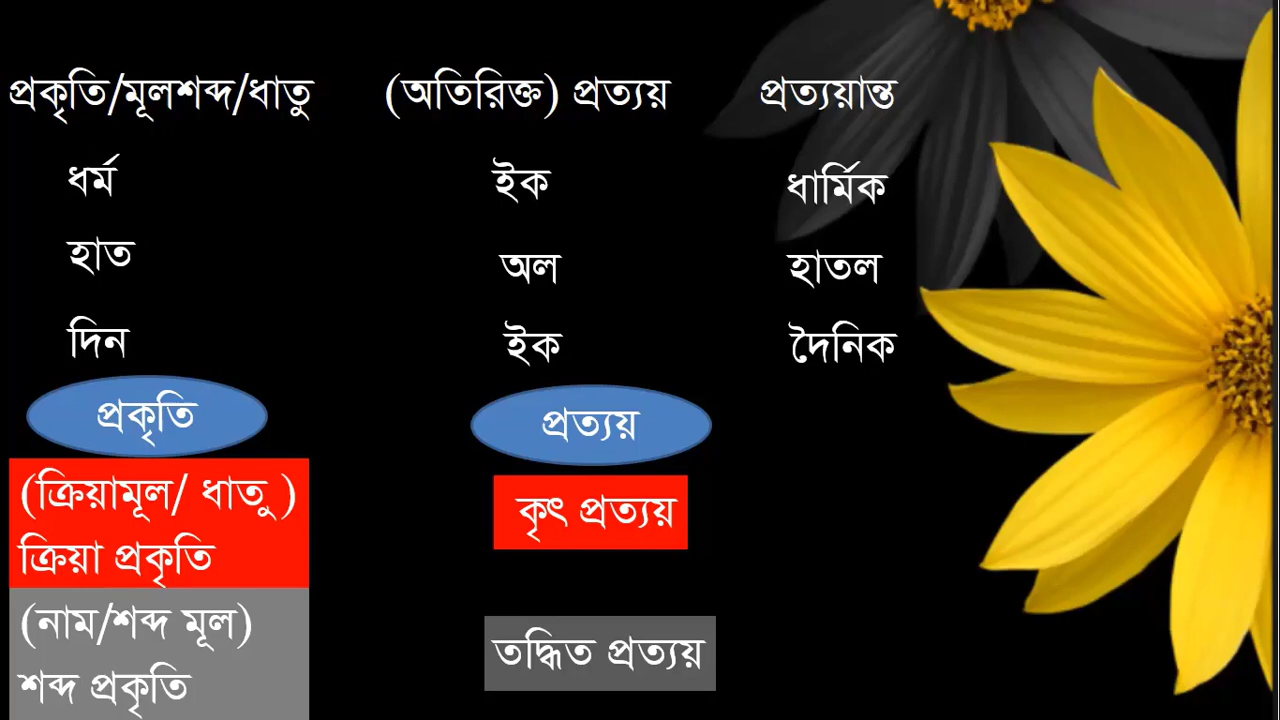 প্রকৃতি/মূলশব্দ/ধাতু (অতিরিক্ত) প্রত্যয় প্রত্যয়ান্ত
ধর্ম ইক ধার্মিক
হাত অল হাতল
দিন ইক দৈনিক
প্রকৃতি প্রত্যয়
(ক্রিয়ামূল/ ধাতু )
ক্রিয়া প্রকৃতি
কৃৎ প্রত্যয়
(নাম/শব্দ মূল)
শব্দ প্রকৃতি
তদ্ধিত প্রত্যয়